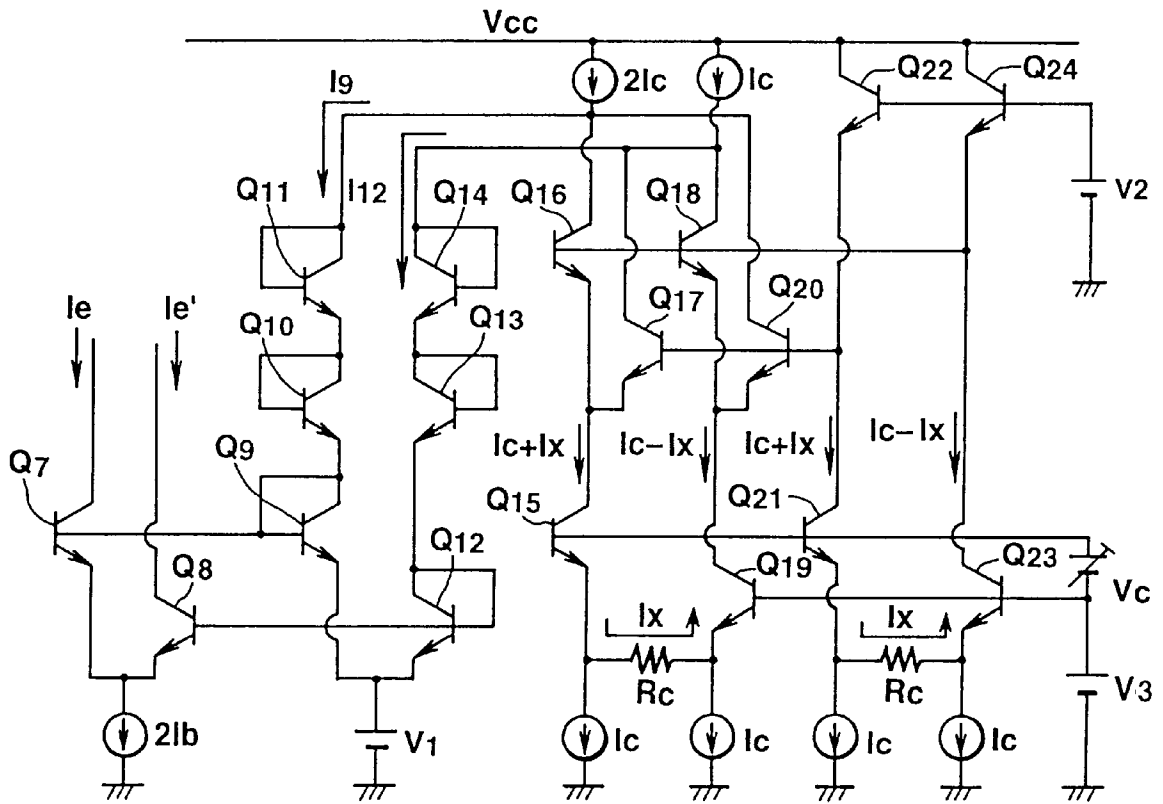 Vcc
I9 2Ic Ic Q22 Q24
Q11 I12 Q14 Q16 Q18 V2
Ie Ie' Q17 Q20
Q10 Q13
Ic+Ix Ic-Ix Ic+Ix Ic-Ix
Q7 Q9
Q15 Q21
Q12
Q8 Q19 Q23
Vc
Ix Ix
Rc Rc
V3
2Ib V1 Ic Ic Ic Ic